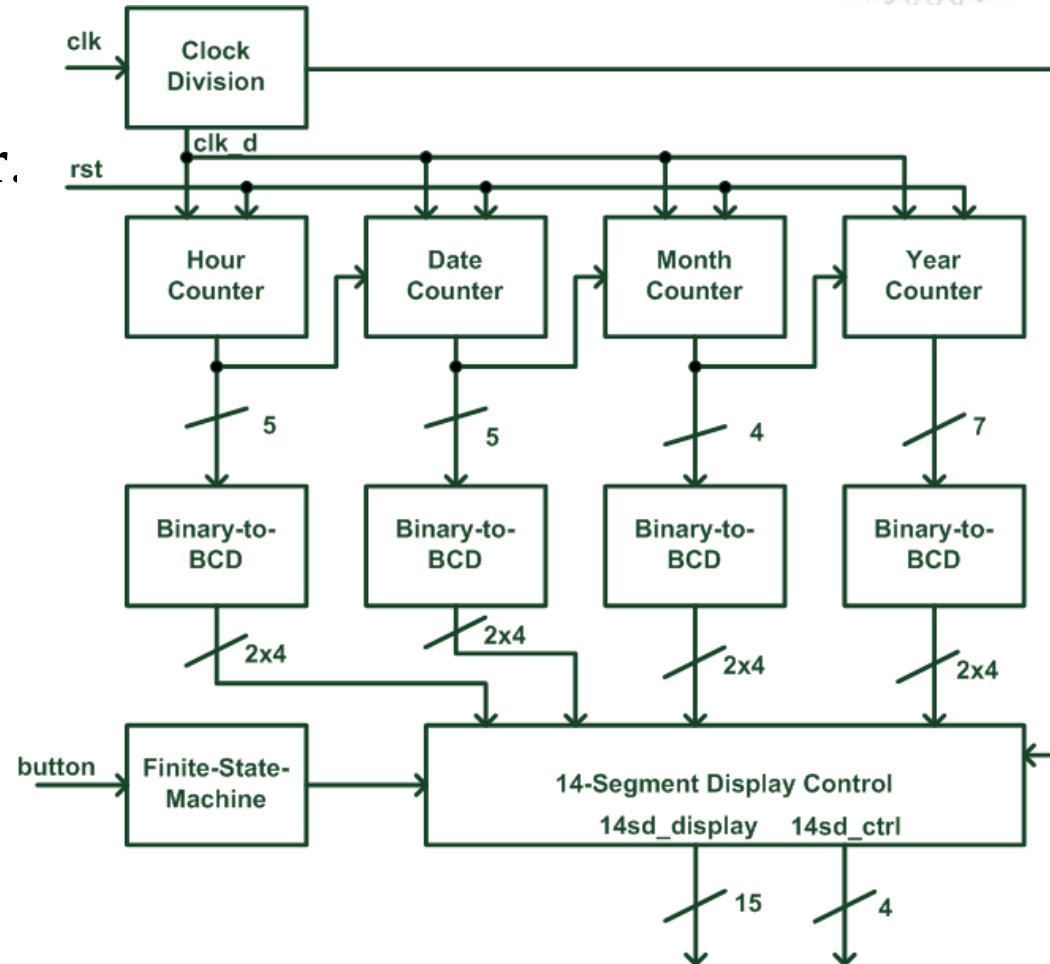 clk
Clock
Division
clk_d
r.
rst
Hour
Counter
Date
Counter
Month
Counter
Year
Counter
5
5
4
7
Binary-to-
BCD
Binary-to-
BCD
Binary-to-
BCD
Binary-to-
BCD
2x4
2x4
2x4
2x4
button
Finite-State-
Machine
14-Segment Display Control
14sd_display
14sd_ctrl
15
4